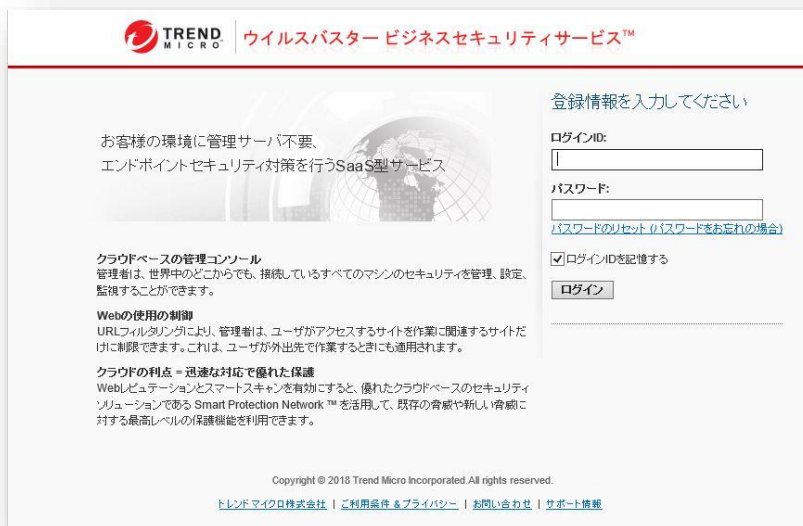 TREND MICRO ウイルスバスター ビジネスセキュリティサービス™
お客様の環境に管理サーバ不要、
エンドポイントセキュリティ対策を行うSaaS型サービス
クラウドベースの管理コンソール
管理者は、世界中のどこからでも、接続しているすべてのマシンのセキュリティを管理、設定、
監視することができます。
Webの使用の制御
URLフィルタリングにより、管理者は、ユーザがアクセスするサイトを作業に関連するサイトだ
けに制限できます。これは、ユーザが外出先で作業するときにも適用されます。
クラウドの利点 = 迅速な対応で優れた保護
Webレピュテーションとスマートスキャンを有効にすると、優れたクラウドベースのセキュリティ
ソリューションである Smart Protection Network ™ を活用して、既存の脅威や新しい脅威に
対する最高レベルの保護機能を利用できます。
登録情報を入力してください
ログインID:
パスワード:
パスワードのリセット (パスワードをお忘れの場合)
ログインIDを記憶する
ログイン
Copyright © 2018 Trend Micro Incorporated.All rights reserved.
トレンドマイクロ株式会社 | ご利用条件 & プライバシー | お問い合わせ | サポート情報